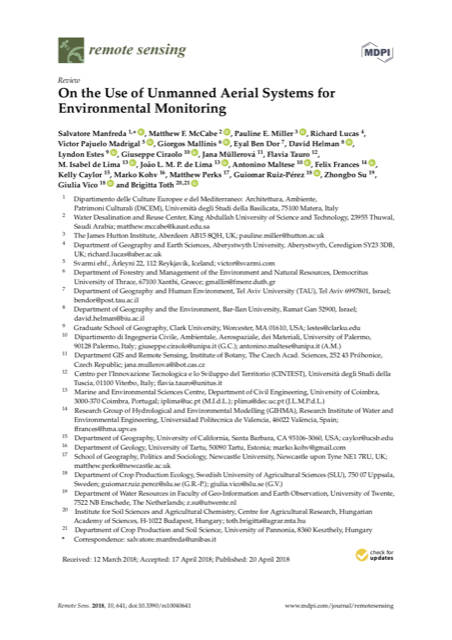 remote sensing
MDPI
Review
On the Use of Unmanned Aerial Systems for
Environmental Monitoring
Salvatore Manfreda 1,*, Matthew F. McCabe 2, Pauline E. Miller 3, Richard Lucas 4,
Victor Pajuelo Madrigal 5, Giorgos Mallinis 6, Eyal Ben Dor 7, David Helman 8,
Lyndon Estes 9, Giuseppe Ciraolo 10, Jana Müllerová 11, Flavia Tauro 12,
M. Isabel de Lima 13, João L. M. P. de Lima 13, Antonino Maltese 10, Felix Frances 14,
Kelly Caylor 15, Marko Kohv 16, Matthew Perks 17, Guiomar Ruiz-Pérez 18, Zhongbo Su 19,
Giulia Vico 18 and Brigitta Toth 20,21
1 Dipartimento delle Culture Europee e del Mediterraneo: Architettura, Ambiente,
Patrimoni Culturali (DiCEM), Università degli Studi della Basilicata, 75100 Matera, Italy
2 Water Desalination and Reuse Center, King Abdullah University of Science and Technology, 23955 Thuwal,
Saudi Arabia; matthew.mccabe@kaust.edu.sa
3 The James Hutton Institute, Aberdeen AB15 8QH, UK; pauline.miller@hutton.ac.uk
4 Department of Geography and Earth Sciences, Aberystwyth University, Aberystwyth, Ceredigion SY23 3DB,
UK; richard.lucas@aber.ac.uk
5 Svarmi ehf., Árleyni 22, 112 Reykjavik, Iceland; victor@svarmi.com
6 Department of Forestry and Management of the Environment and Natural Resources, Democritus
University of Thrace, 67100 Xanthi, Greece; gmallin@fmenr.duth.gr
7 Department of Geography and Human Environment, Tel Aviv University (TAU), Tel Aviv 6997801, Israel;
bendor@post.tau.ac.il
8 Department of Geography and the Environment, Bar-Ilan University, Ramat Gan 52900, Israel;
david.helman@biu.ac.il
9 Graduate School of Geography, Clark University, Worcester, MA 01610, USA; lestes@clarku.edu
10 Dipartimento di Ingegneria Civile, Ambientale, Aerospaziale, dei Materiali, University of Palermo,
90128 Palermo, Italy; giuseppe.ciraolo@unipa.it (G.C.); antonino.maltese@unipa.it (A.M.)
11 Department GIS and Remote Sensing, Institute of Botany, The Czech Acad. Sciences, 252 43 Průhonice,
Czech Republic; jana.mullerova@ibot.cas.cz
12 Centro per l'Innovazione Tecnologica e lo Sviluppo del Territorio (CINTEST), Università degli Studi della
Tuscia, 01100 Viterbo, Italy; flavia.tauro@unitus.it
13 Marine and Environmental Sciences Centre, Department of Civil Engineering, University of Coimbra,
3000-370 Coimbra, Portugal; iplima@uc.pt (M.I.d.L.); plima@dec.uc.pt (J.L.M.P.d.L.)
14 Research Group of Hydrological and Environmental Modelling (GIHMA), Research Institute of Water and
Environmental Engineering, Universidad Politecnica de Valencia, 46022 València, Spain;
ffrances@hma.upv.es
15 Department of Geography, University of California, Santa Barbara, CA 93106-3060, USA; caylor@ucsb.edu
16 Department of Geology, University of Tartu, 50090 Tartu, Estonia; marko.kohv@gmail.com
17 School of Geography, Politics and Sociology, Newcastle University, Newcastle upon Tyne NE1 7RU, UK;
matthew.perks@newcastle.ac.uk
18 Department of Crop Production Ecology, Swedish University of Agricultural Sciences (SLU), 750 07 Uppsala,
Sweden; guiomar.ruiz.perez@slu.se (G.R.-P.); giulia.vico@slu.se (G.V.)
19 Department of Water Resources in Faculty of Geo-Information and Earth Observation, University of Twente,
7522 NB Enschede, The Netherlands; z.su@utwente.nl
20 Institute for Soil Sciences and Agricultural Chemistry, Centre for Agricultural Research, Hungarian
Academy of Sciences, H-1022 Budapest, Hungary; toth.brigitta@agrar.mta.hu
21 Department of Crop Production and Soil Science, University of Pannonia, 8360 Keszthely, Hungary
* Correspondence: salvatore.manfreda@unibas.it
Received: 12 March 2018; Accepted: 17 April 2018; Published: 20 April 2018
check for
updates
Remote Sens. 2018, 10, 641; doi:10.3390/rs10040641
www.mdpi.com/journal/remotesensing